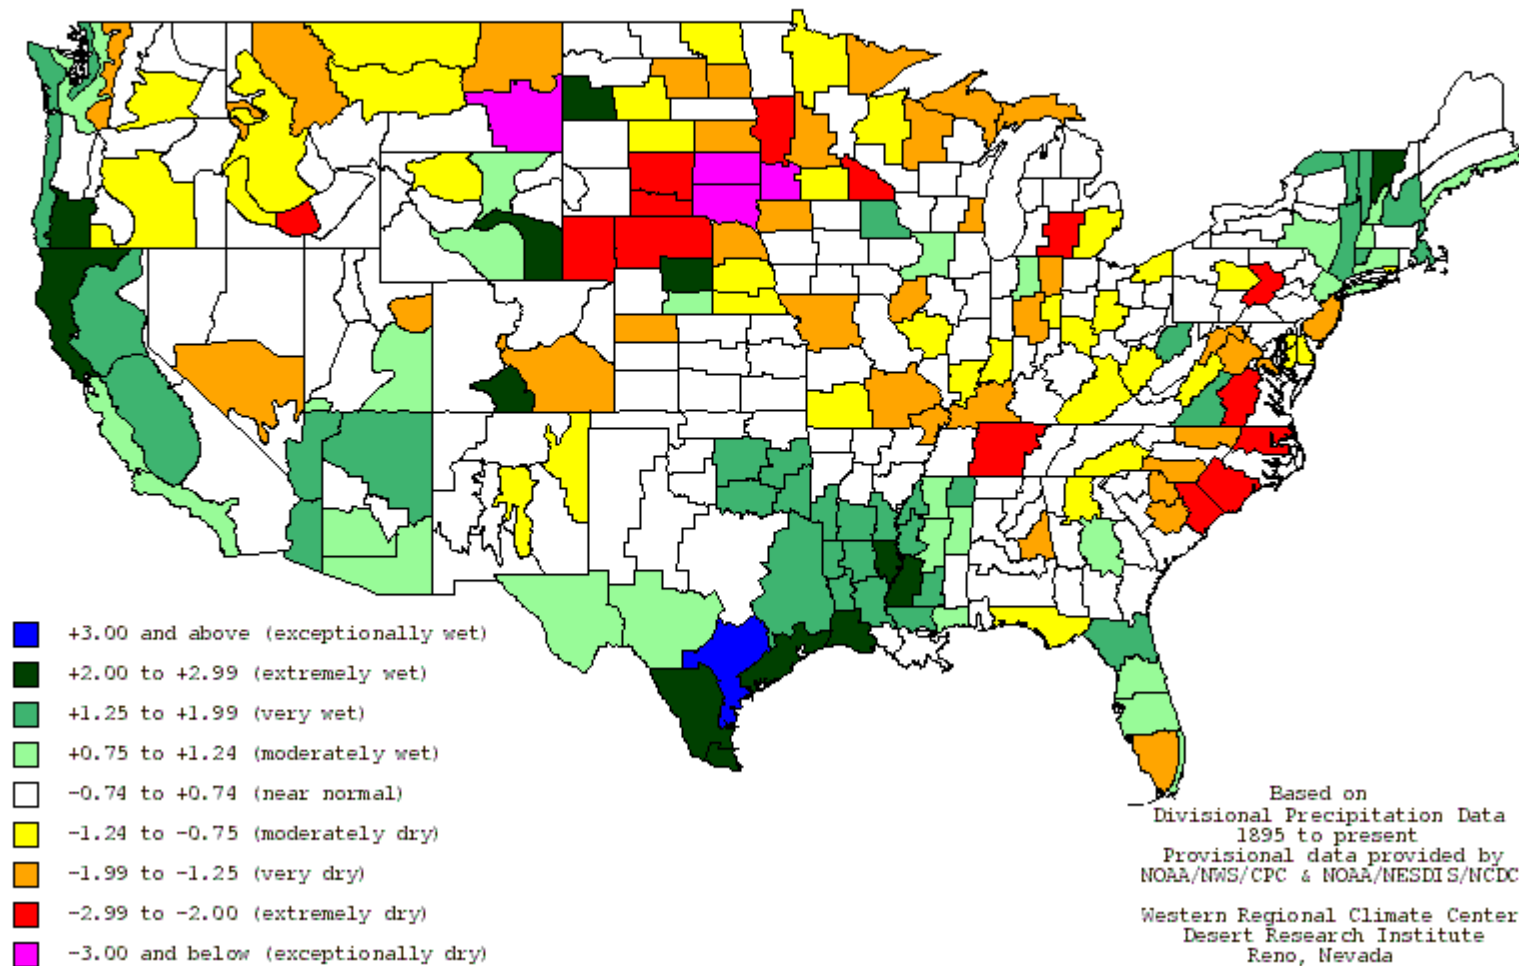 +3.00 and above (exceptionally wet)
+2.00 to +2.99 (extremely wet)
+1.25 to +1.99 (very wet)
+0.75 to +1.24 (moderately wet)
-0.74 to +0.74 (near normal)
-1.24 to -0.75 (moderately dry)
-1.99 to -1.25 (very dry)
-2.99 to -2.00 (extremely dry)
-3.00 and below (exceptionally dry)
Based on
Divisional Precipitation Data
1895 to present
Provisional data provided by
NOAA/NWS/CPC & NOAA/NESDIS/NCDC
Western Regional Climate Center
Desert Research Institute
Reno, Nevada